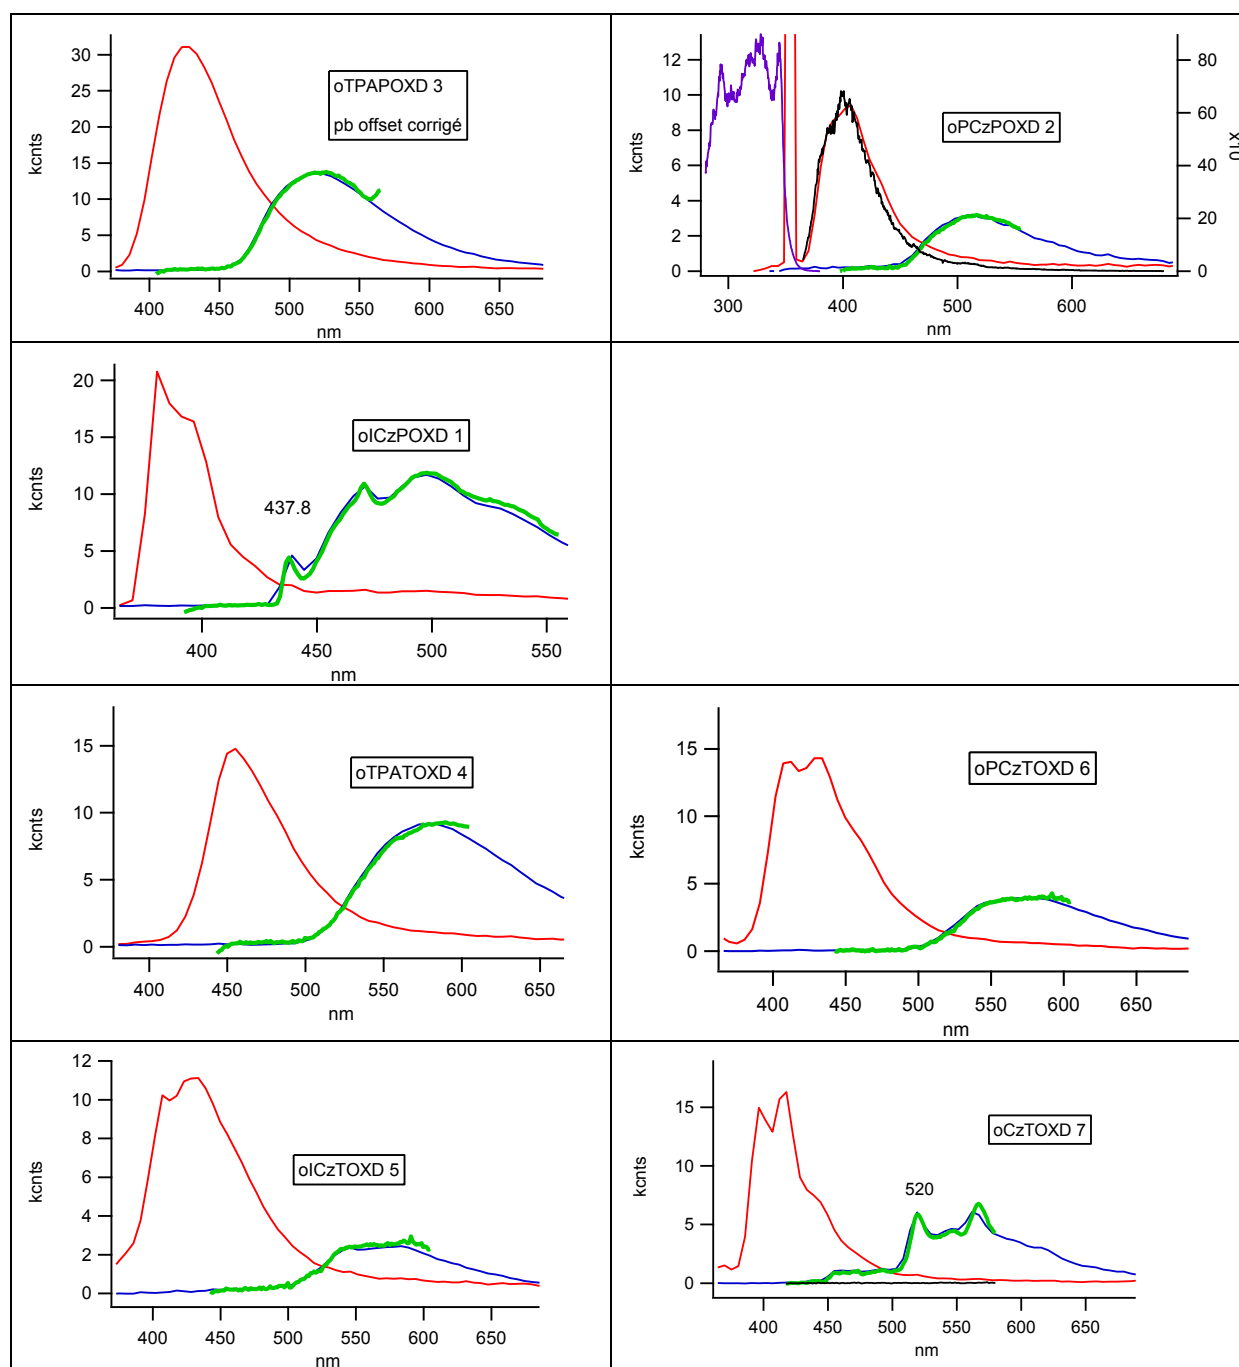 30
25
20
15
10
5
0
kcnts
oTPAPOXD 3
pb offset corrigé
400 450 500 550 600 650
nm
12
10
8
6
4
2
0
kcnts
oPCzPOXD 2
80
60
40
20
0
x10
300 400 500 600
nm
20
15
10
5
0
kcnts
oICzPOXD 1
437.8
400 450 500 550
nm
15
10
5
0
kcnts
oTPATOXD 4
400 450 500 550 600 650
nm
15
10
5
0
kcnts
oPCzTOXD 6
400 450 500 550 600 650
nm
12
10
8
6
4
2
0
kcnts
oICzTOXD 5
400 450 500 550 600 650
nm
15
10
5
0
kcnts
oCzTOXD 7
520
400 450 500 550 600 650
nm